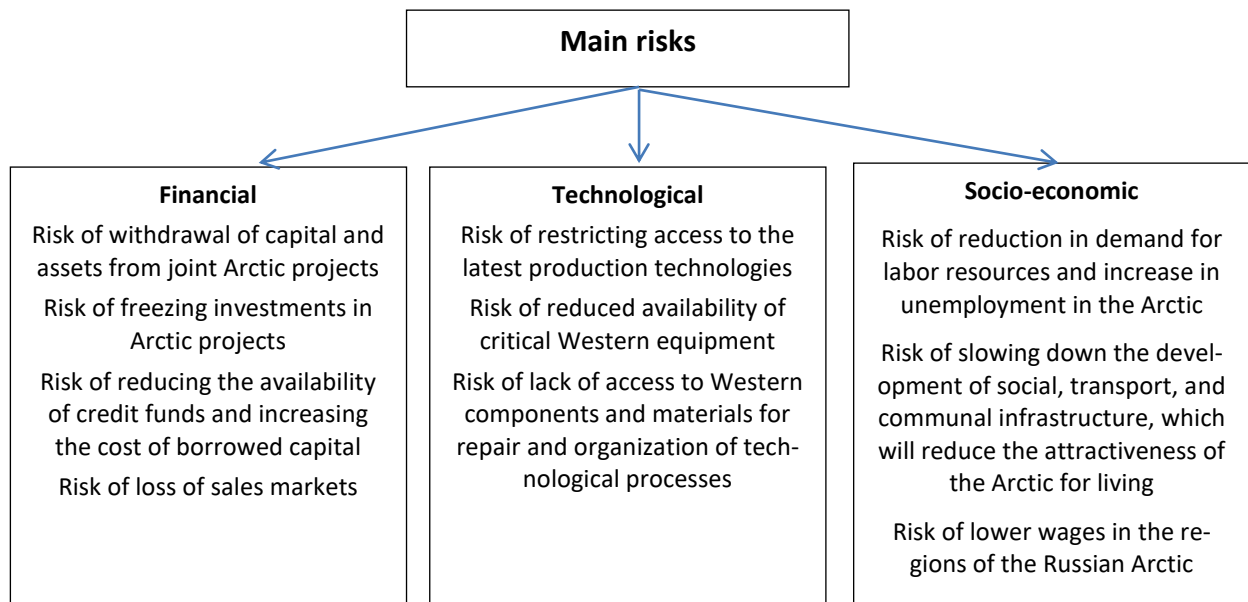 Main risks
Financial
Risk of withdrawal of capital and
assets from joint Arctic projects
Risk of freezing investments in
Arctic projects
Risk of reducing the availability
of credit funds and increasing
the cost of borrowed capital
Risk of loss of sales markets
Technological
Risk of restricting access to the
latest production technologies
Risk of reduced availability of
critical Western equipment
Risk of lack of access to Western
components and materials for
repair and organization of tech-
nological processes
Socio-economic
Risk of reduction in demand for
labor resources and increase in
unemployment in the Arctic
Risk of slowing down the devel-
opment of social, transport, and
communal infrastructure, which
will reduce the attractiveness of
the Arctic for living
Risk of lower wages in the re-
gions of the Russian Arctic